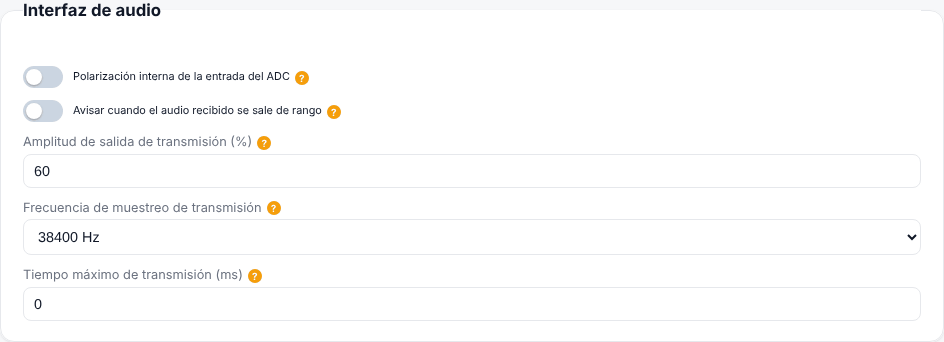 Interfaz de audio
Polarización interna de la entrada del ADC ?
Avisar cuando el audio recibido se sale de rango ?
Amplitud de salida de transmisión (%) ?
60
Frecuencia de muestreo de transmisión ?
38400 Hz
Tiempo máximo de transmisión (ms) ?
0